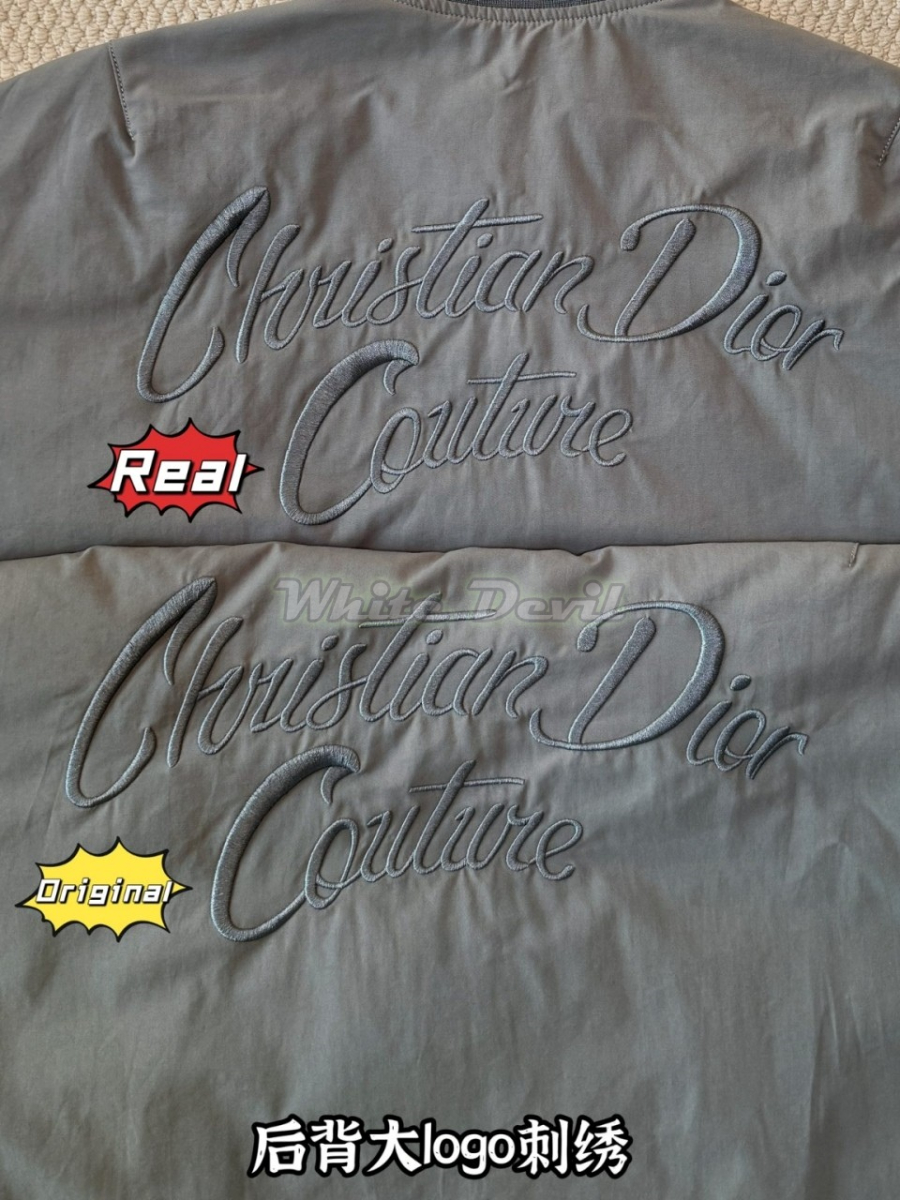 Christian Dior
Couture
Real
White Devil
Christian Dior
Couture
Original
后背大logo刺绣